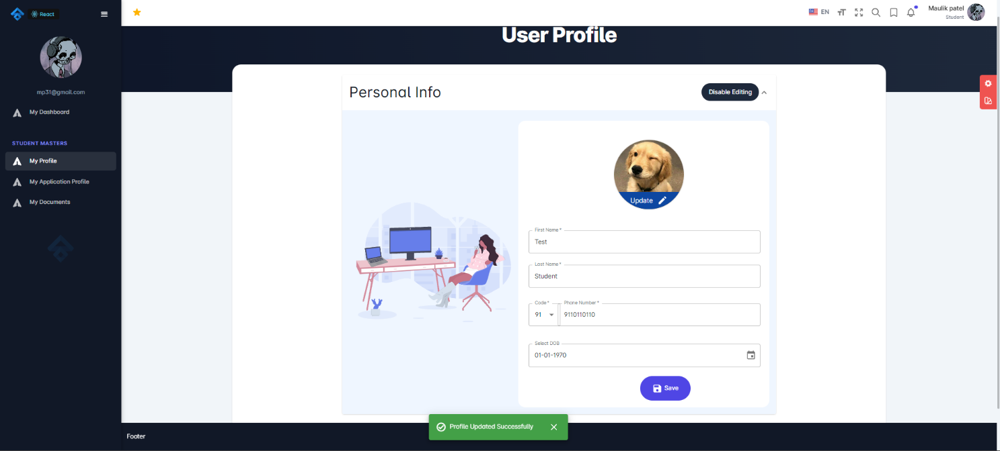 React
EN
Maulik patel
Student
User Profile
mp31@gmail.com
My Dashboard
STUDENT MASTERS
My Profile
My Application Profile
My Documents
Personal Info
Disable Editing
Update
First Name *
Test
Last Name *
Student
Code *
Phone Number *
91
9110110110
Select DOB
01-01-1970
Save
Profile Updated Successfully
Footer